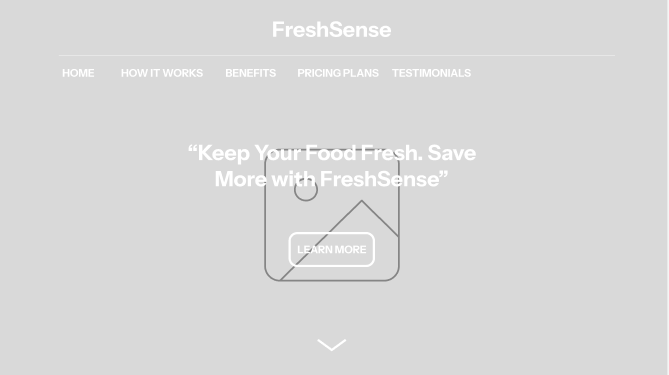 FreshSense
HOME HOW IT WORKS BENEFITS PRICING PLANS TESTIMONIALS
“Keep Your Food Fresh. Save
More with FreshSense”
LEARN MORE